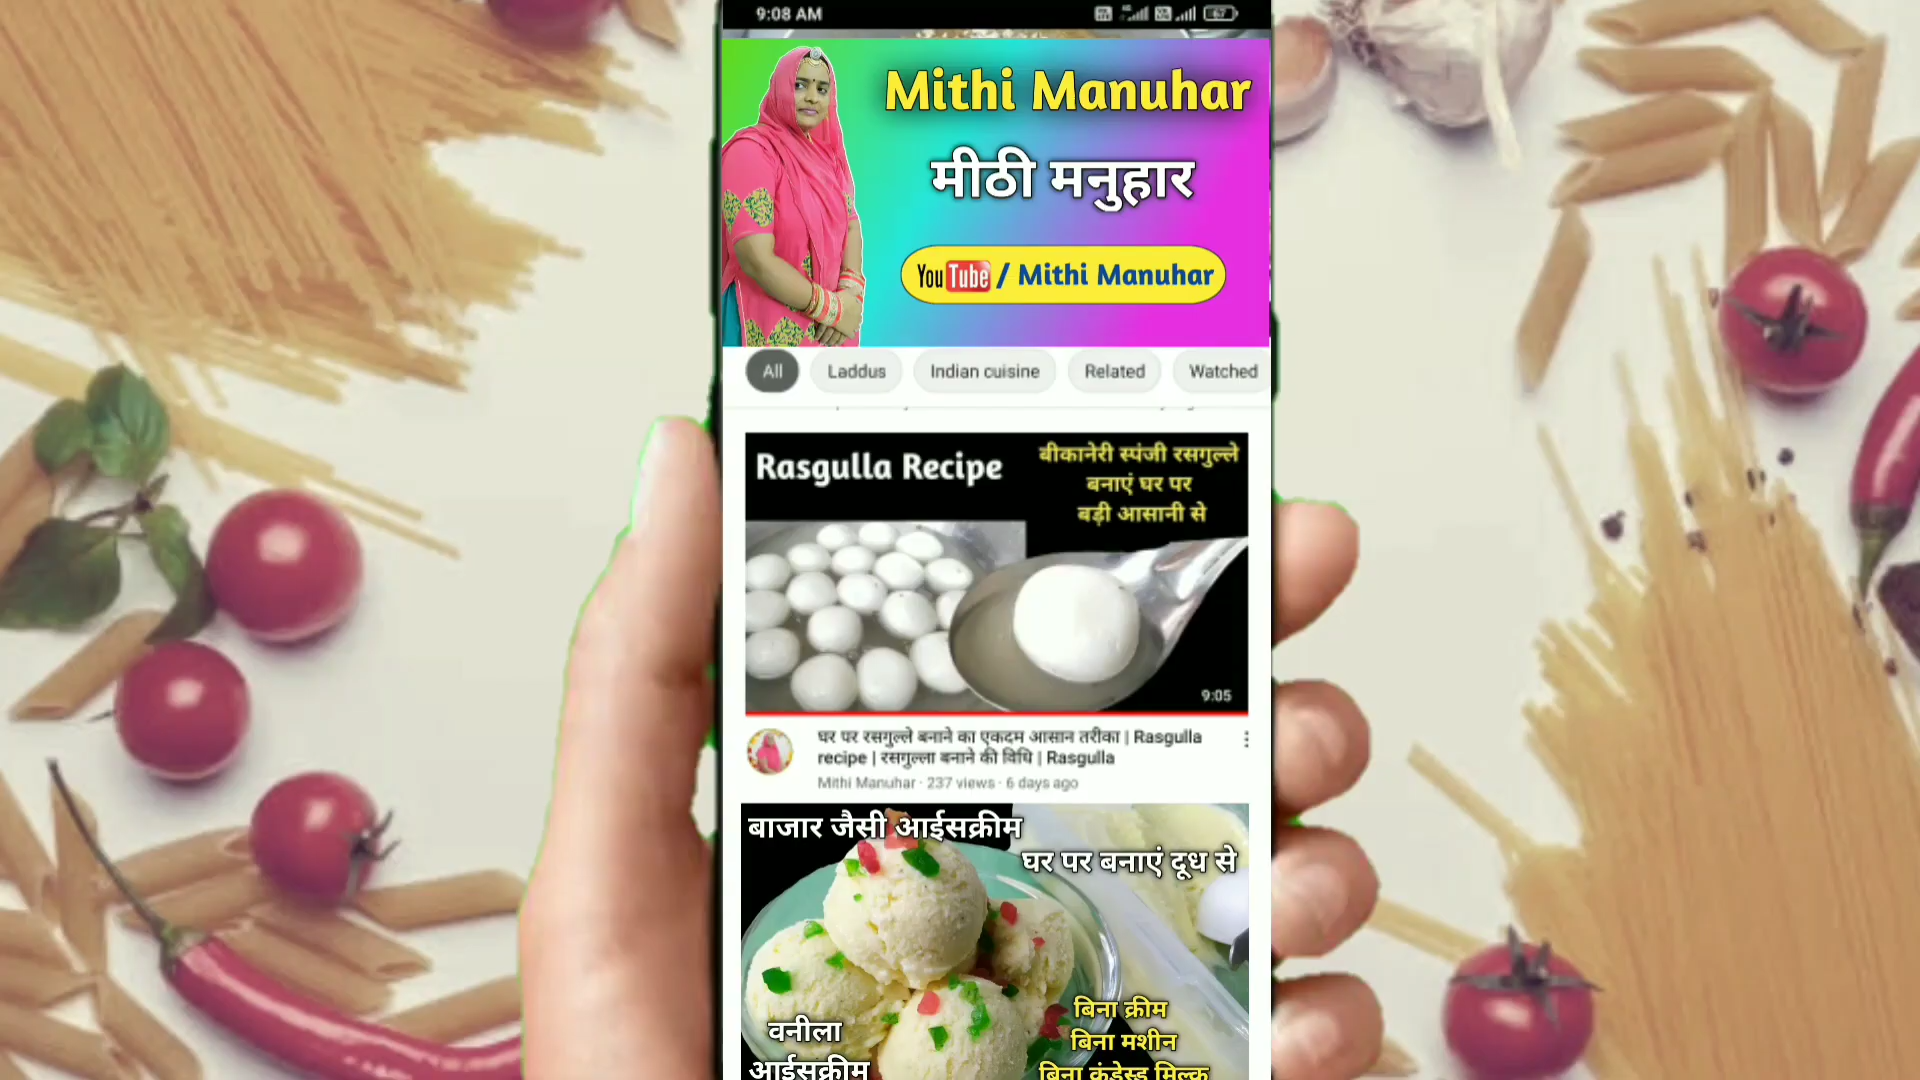 9:08 AM
67
Mithi Manuhar
मीठी मनुहार
YouTube / Mithi Manuhar
All
Laddus
Indian cuisine
Related
Watched
Rasgulla Recipe
बीकानेरी स्पंजी रसगुल्ले
बनाएं घर पर
बड़ी आसानी से
9:05
घर पर रसगुल्ले बनाने का एकदम आसान तरीका | Rasgulla
recipe | रसगुल्ला बनाने की विधि | Rasgulla
Mithi Manuhar · 237 views · 6 days ago
बाजार जैसी आईसक्रीम
घर पर बनाएं दूध से
वनीला
आईसक्रीम
बिना क्रीम
बिना मशीन
बिना कंडेस्ड मिल्क